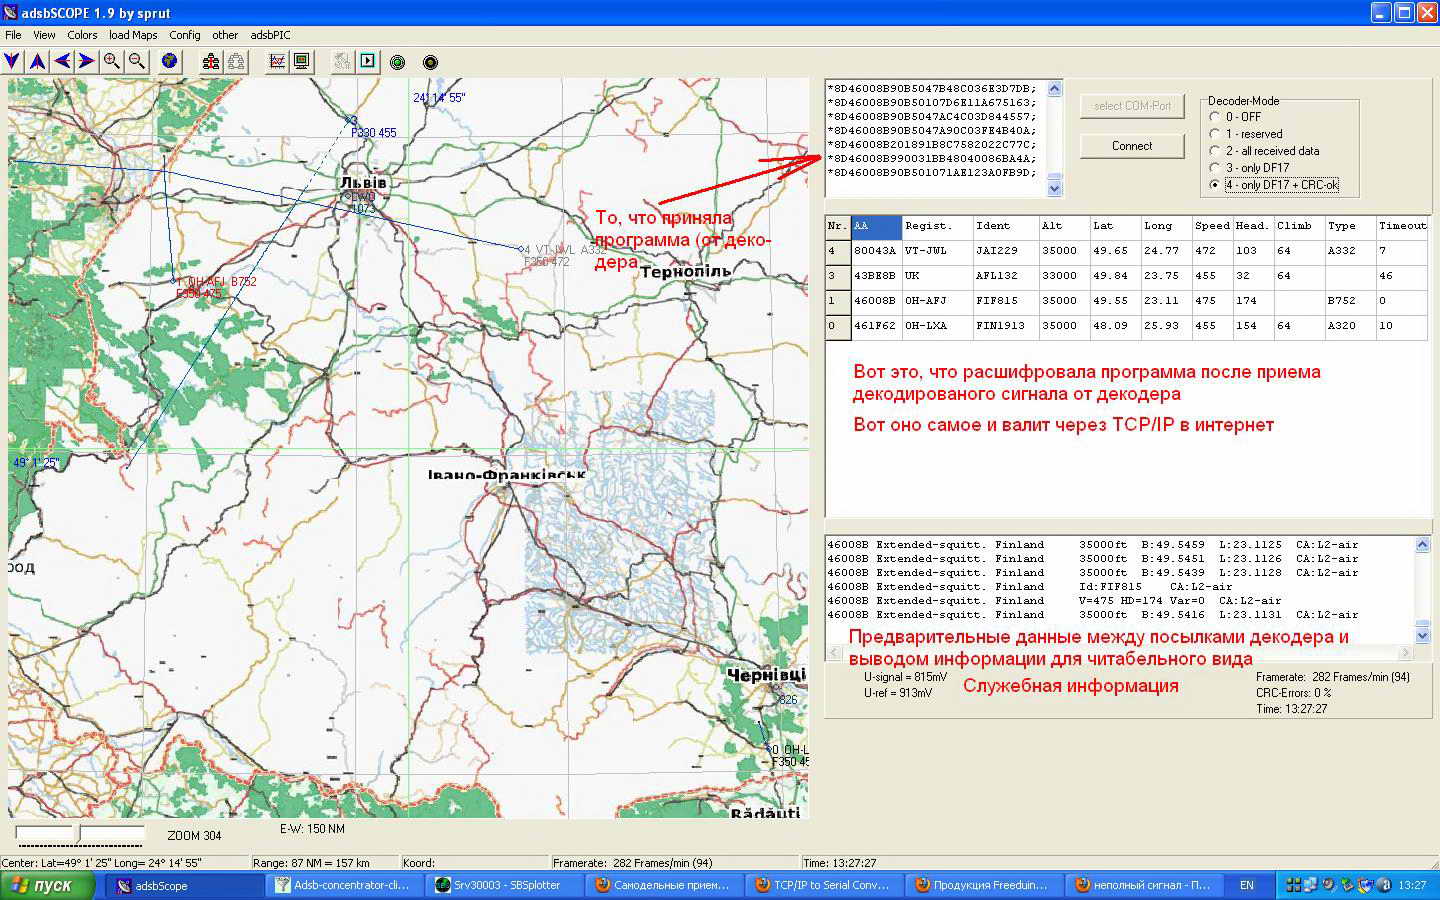 adsbSCOPE 1.9 by sprut
File View Colors load Maps Config other adsbPIC
24° 14' 55"
3
F330 455
Львів
LWO
1073
4 VT-JWL A332
F350 472
Тернопіль
1 OH-AFJ B752
F350 475
49° 1' 25"
Івано-Франківськ
род
Чернівці
826
0 OH-L
F350 45
Rădăuți
То, что приняла
программа (от деко-
дера
*8D46008B90B5047B48C036E3D7DB;
*8D46008B90B50107D6E11A675163;
*8D46008B90B5047AC4C03D844557;
*8D46008B90B5047A90C03FE4B40A;
*8D46008B201891B8C7582022C77C;
*8D46008B990031BB48040086BA4A;
*8D46008B90B501071AE123A0FB9D;
select COM-Port
Connect
Decoder-Mode
0 - OFF
1 - reserved
2 - all received data
3 - only DF17
4 - only DF17 + CRC-ok
Nr. AA Regist. Ident Alt Lat Long Speed Head. Climb Type Timeout
4 80043A VT-JWL JAI229 35000 49.65 24.77 472 103 64 A332 7
3 43BE8B UK AFL132 33000 49.84 23.75 455 32 64 46
1 46008B OH-AFJ FIF815 35000 49.55 23.11 475 174 B752 0
0 461F62 OH-LXA FIN1913 35000 48.09 25.93 455 154 64 A320 10
Вот это, что расшифровала программа после приема
декодированого сигнала от декодера
Вот оно самое и валит через TCP/IP в интернет
46008B Extended-squitt. Finland 35000ft B:49.5459 L:23.1125 CA:L2-air
46008B Extended-squitt. Finland 35000ft B:49.5451 L:23.1126 CA:L2-air
46008B Extended-squitt. Finland 35000ft B:49.5439 L:23.1128 CA:L2-air
46008B Extended-squitt. Finland Id:FIF815 CA:L2-air
46008B Extended-squitt. Finland V=475 HD=174 Var=0 CA:L2-air
46008B Extended-squitt. Finland 35000ft B:49.5416 L:23.1131 CA:L2-air
Предварительные данные между посылками декодера и
выводом информации для читабельного вида
U-signal = 815mV
U-ref = 913mV
Служебная информация
Framerate: 282 Frames/min (94)
CRC-Errors: 0 %
Time: 13:27:27
ZOOM 304
E-W: 150 NM
Center: Lat=49° 1' 25" Long= 24° 14' 55" Range: 87 NM = 157 km Koord: Framerate: 282 Frames/min (94) Time: 13:27:27
пуск adsbScope Adsb-concentrator-cli... Srv30003 - SBSplotter Самодельные прием... TCP/IP to Serial Conv... Продукция Freeduin... неполный сигнал - П... EN 13:27